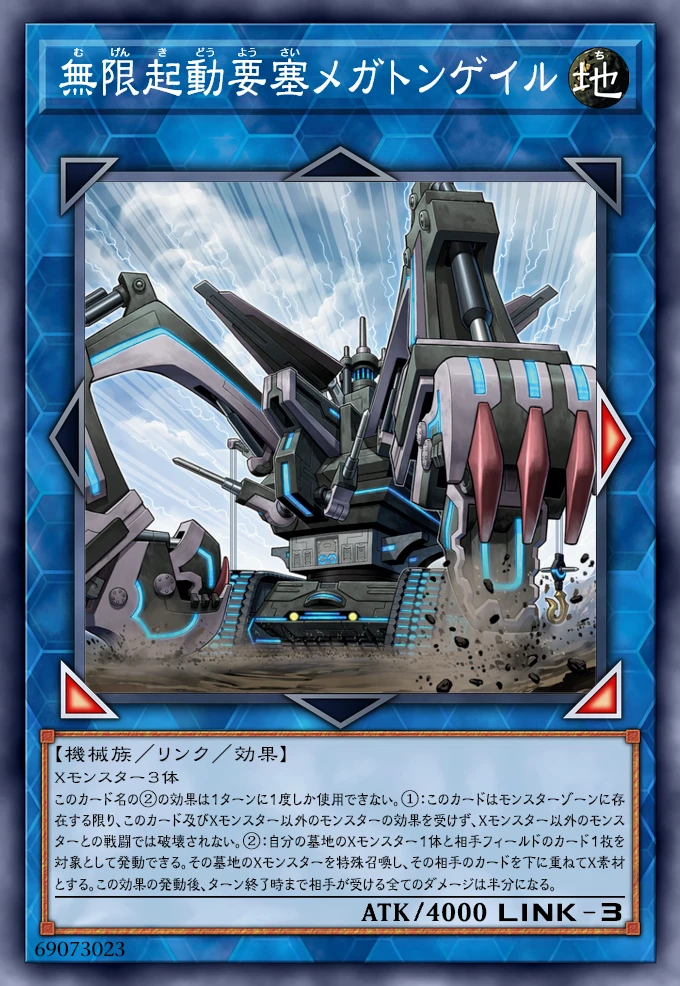 む げん き どう よう さい
無限起動要塞メガトンゲイル
ち
地
【機械族／リンク／効果】
Xモンスター３体
このカード名の②の効果は１ターンに１度しか使用できない。①：このカードはモンスターゾーンに存
在する限り、このカード及びXモンスター以外のモンスターの効果を受けず、Xモンスター以外のモンス
ターとの戦闘では破壊されない。②：自分の墓地のXモンスター１体と相手フィールドのカード１枚を
対象として発動できる。その墓地のXモンスターを特殊召喚し、その相手のカードを下に重ねてX素材
とする。この効果の発動後、ターン終了時まで相手が受ける全てのダメージは半分になる。
ATK/4000 LINK-3
69073023